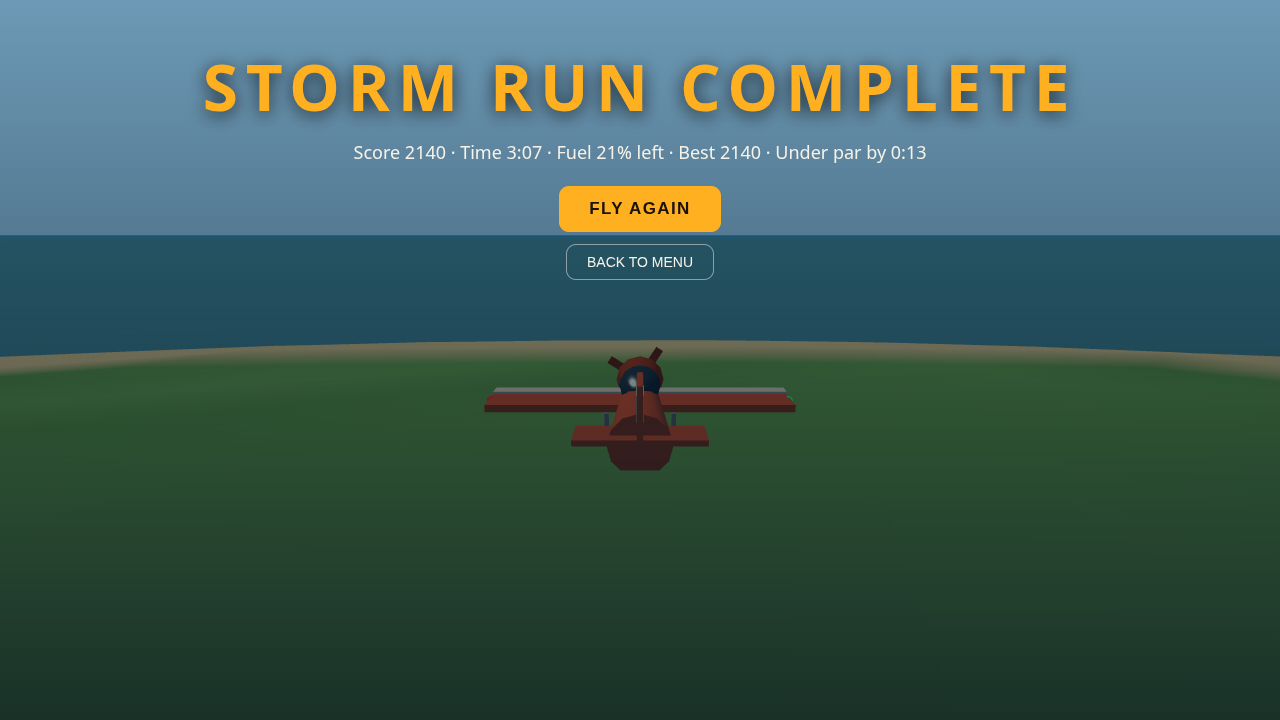 STORM RUN COMPLETE
Score 2140 · Time 3:07 · Fuel 21% left · Best 2140 · Under par by 0:13
FLY AGAIN
BACK TO MENU